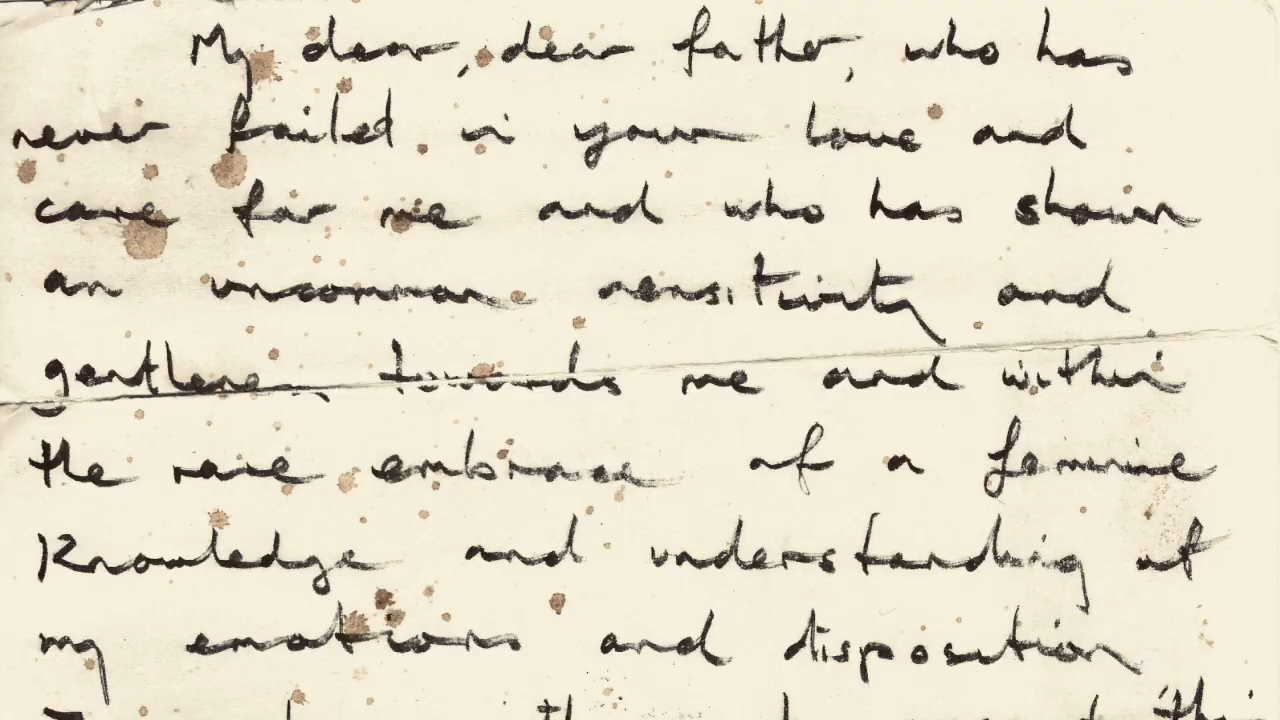 My dear, dear father, who has
never failed in your love and
care for me and who has shown
an uncommon sensitivity and
gentleness towards me and within
the rare embrace of a feminine
Knowledge and understanding of
my emotions and disposition